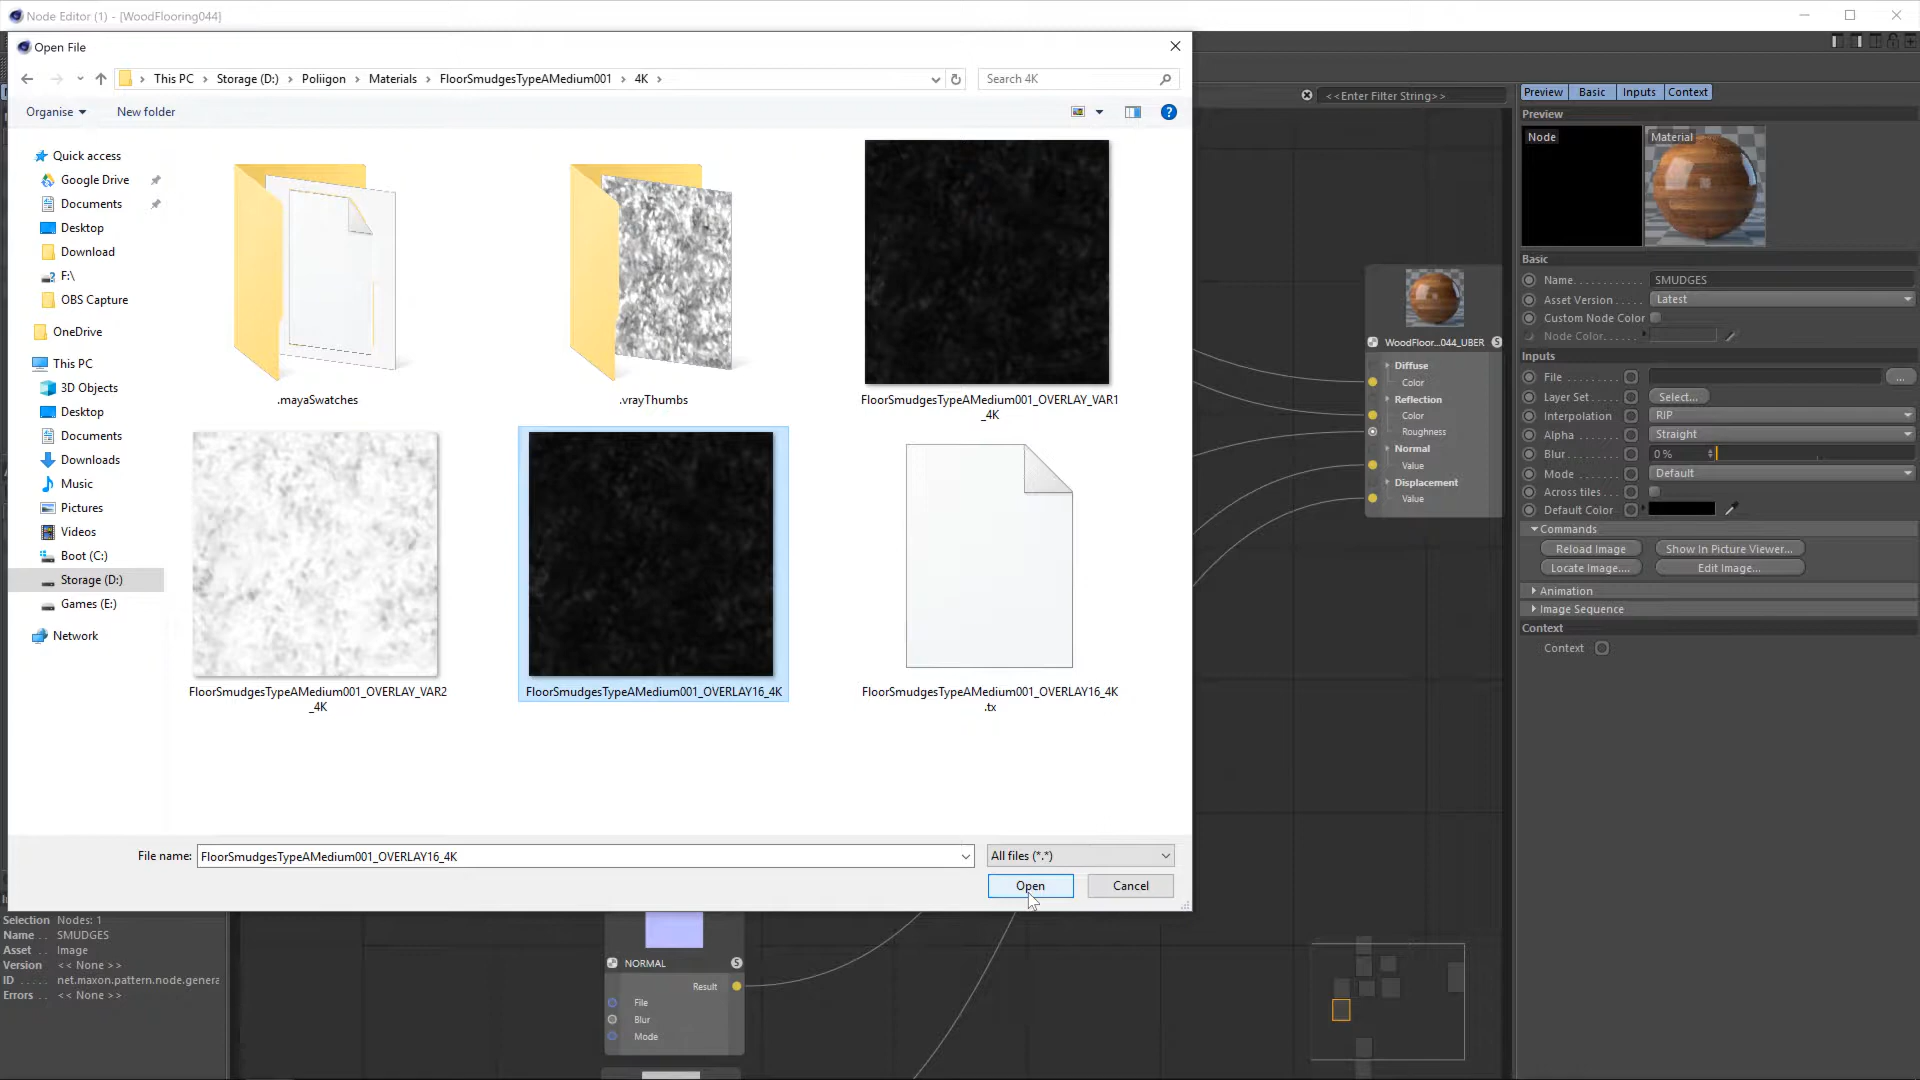 Node Editor (1) - [WoodFlooring044]
Open File
This PC
Storage (D:)
Poliigon
Materials
FloorSmudgesTypeAMedium001
4K
Search 4K
Organise
New folder
Quick access
Google Drive
Documents
Desktop
Download
F:\
OBS Capture
OneDrive
This PC
3D Objects
Desktop
Documents
Downloads
Music
Pictures
Videos
Boot (C:)
Storage (D:)
Games (E:)
Network
.mayaSwatches
.vrayThumbs
FloorSmudgesTypeAMedium001_OVERLAY_VAR1
_4K
FloorSmudgesTypeAMedium001_OVERLAY_VAR2
_4K
FloorSmudgesTypeAMedium001_OVERLAY16_4K
FloorSmudgesTypeAMedium001_OVERLAY16_4K
.tx
File name:
FloorSmudgesTypeAMedium001_OVERLAY16_4K
All files (*.*)
Open
Cancel
<<Enter Filter String>>
WoodFloor...044_UBER
S
Diffuse
Color
Reflection
Color
Roughness
Normal
Value
Displacement
Value
Preview
Basic
Inputs
Context
Preview
Node
Material
Basic
Name
SMUDGES
Asset Version . . . . .
Latest
Custom Node Color
Node Color. . . . .
Inputs
File . . . . . . . . .
...
Layer Set . . . .
Select...
Interpolation
RIP
Alpha . . . . . . .
Straight
Blur . . . . . . . .
0 %
Mode . . . . . . .
Default
Across tiles . . .
Default Color
Commands
Reload Image
Show In Picture Viewer...
Locate Image....
Edit Image...
Animation
Image Sequence
Context
Context
Selection Nodes: 1
Name . . SMUDGES
Asset . . Image
Version << None >>
ID . . . . . net.maxon.pattern.node.genera
Errors . . << None >>
NORMAL
S
Result
File
Blur
Mode